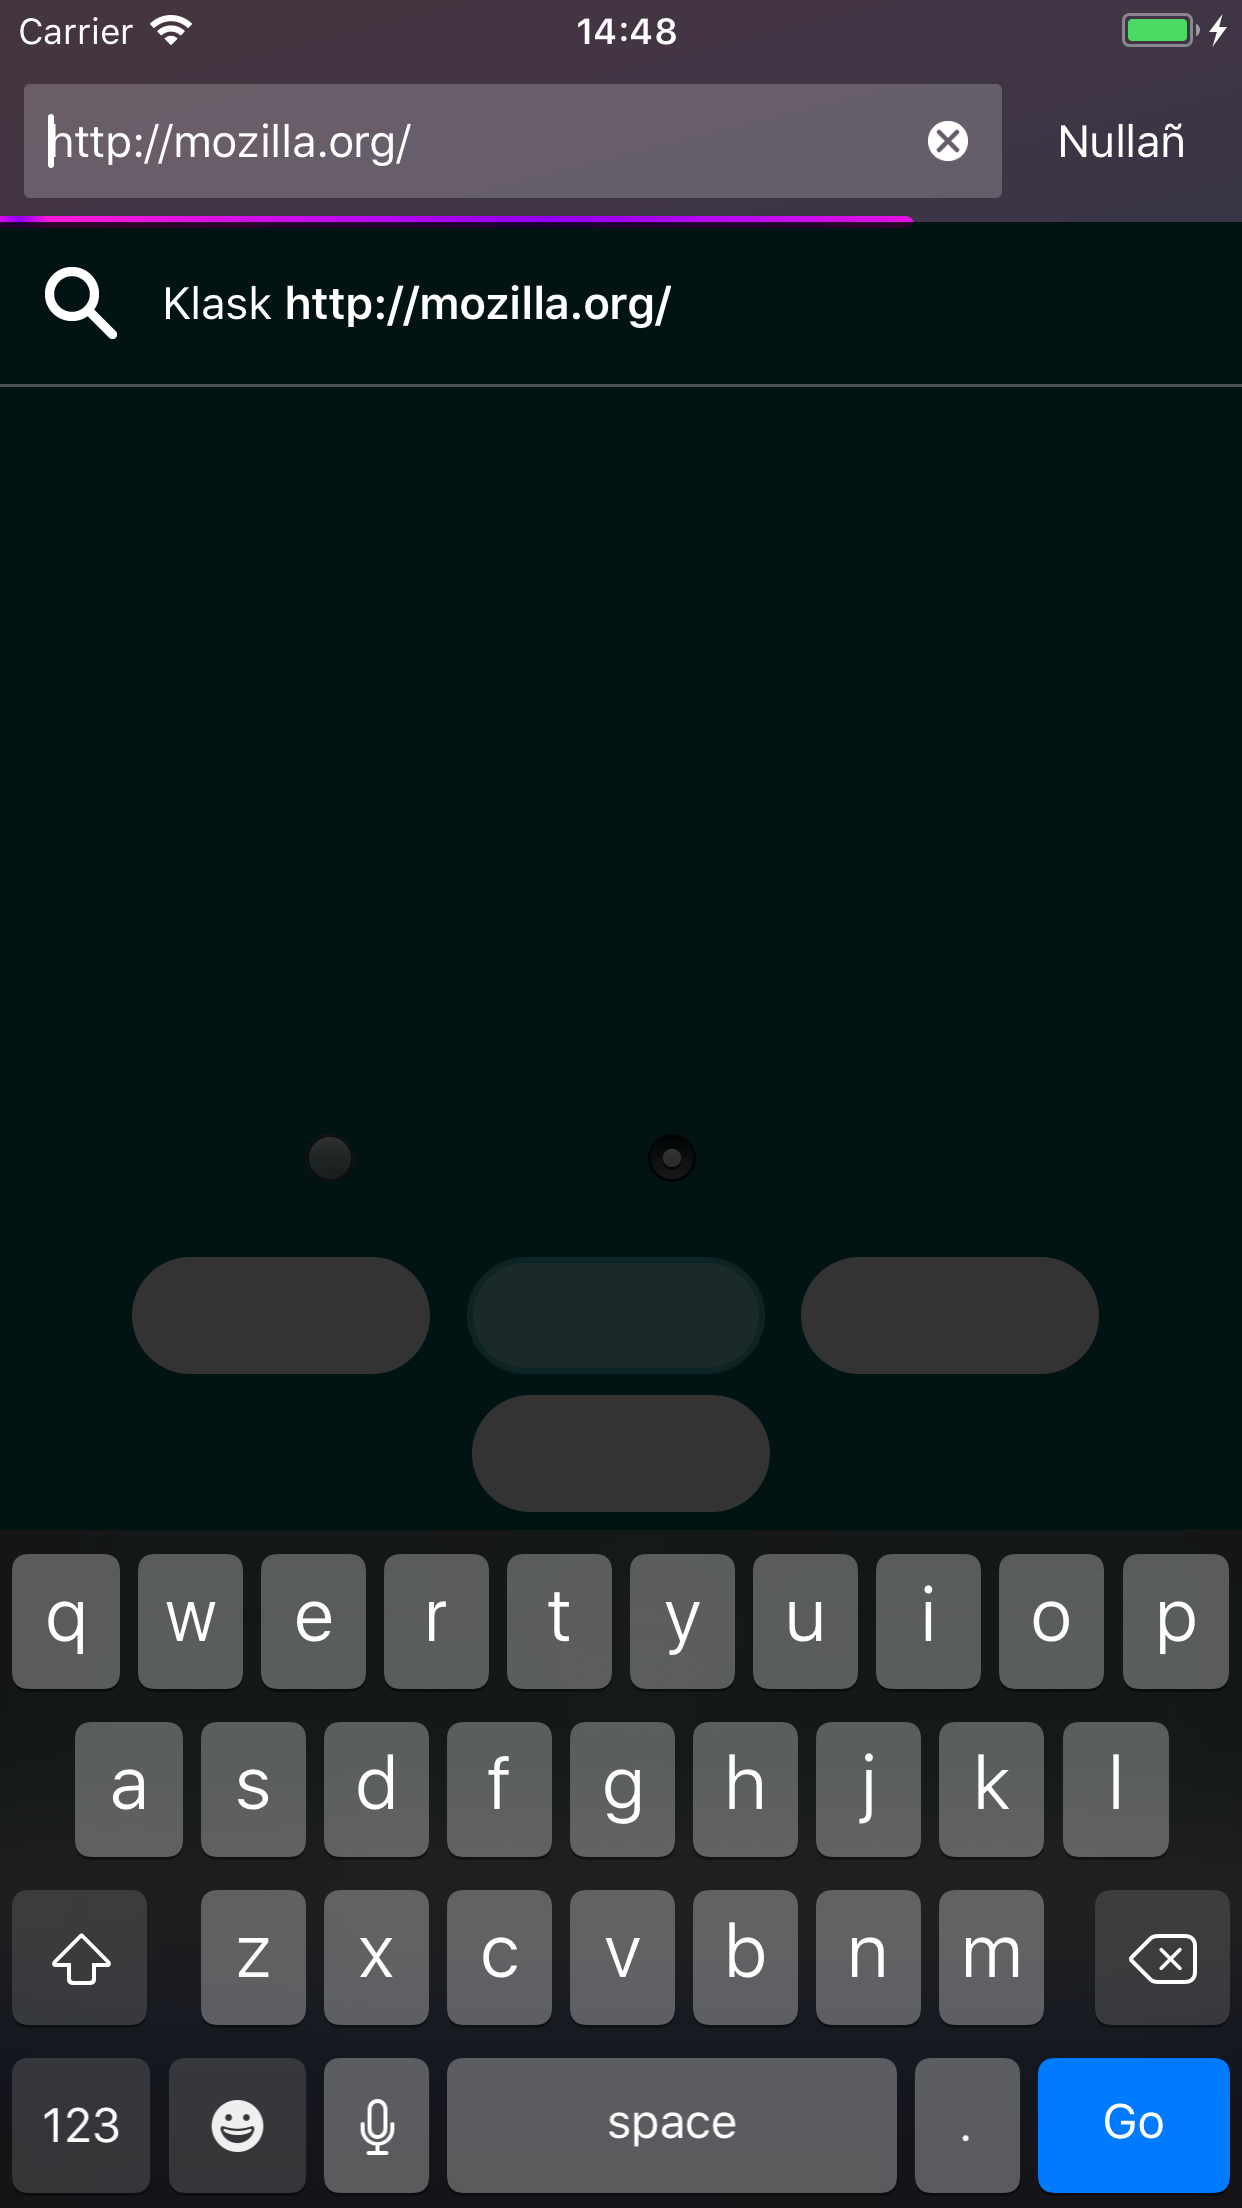 Carrier 14:48
http://mozilla.org/ Nullañ
Klask http://mozilla.org/
q w e r t y u i o p
a s d f g h j k l
z x c v b n m
123 space . Go